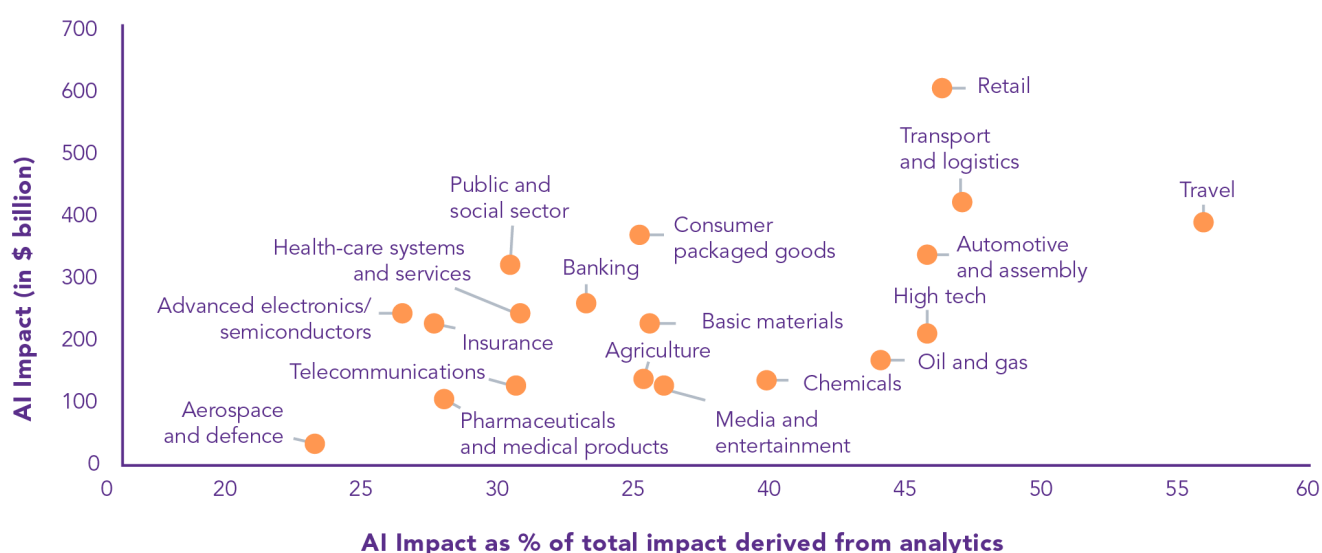 700
600
500
400
300
200
100
0
AI Impact (in $ billion)
Retail
Transport
and logistics
Travel
Public and
social sector
Consumer
packaged goods
Automotive
and assembly
Health-care systems
and services
Banking
High tech
Advanced electronics/
semiconductors
Insurance
Basic materials
Agriculture
Oil and gas
Telecommunications
Chemicals
Aerospace
and defence
Pharmaceuticals
and medical products
Media and
entertainment
0 20 25 30 25 40 45 50 55 60
AI Impact as % of total impact derived from analytics